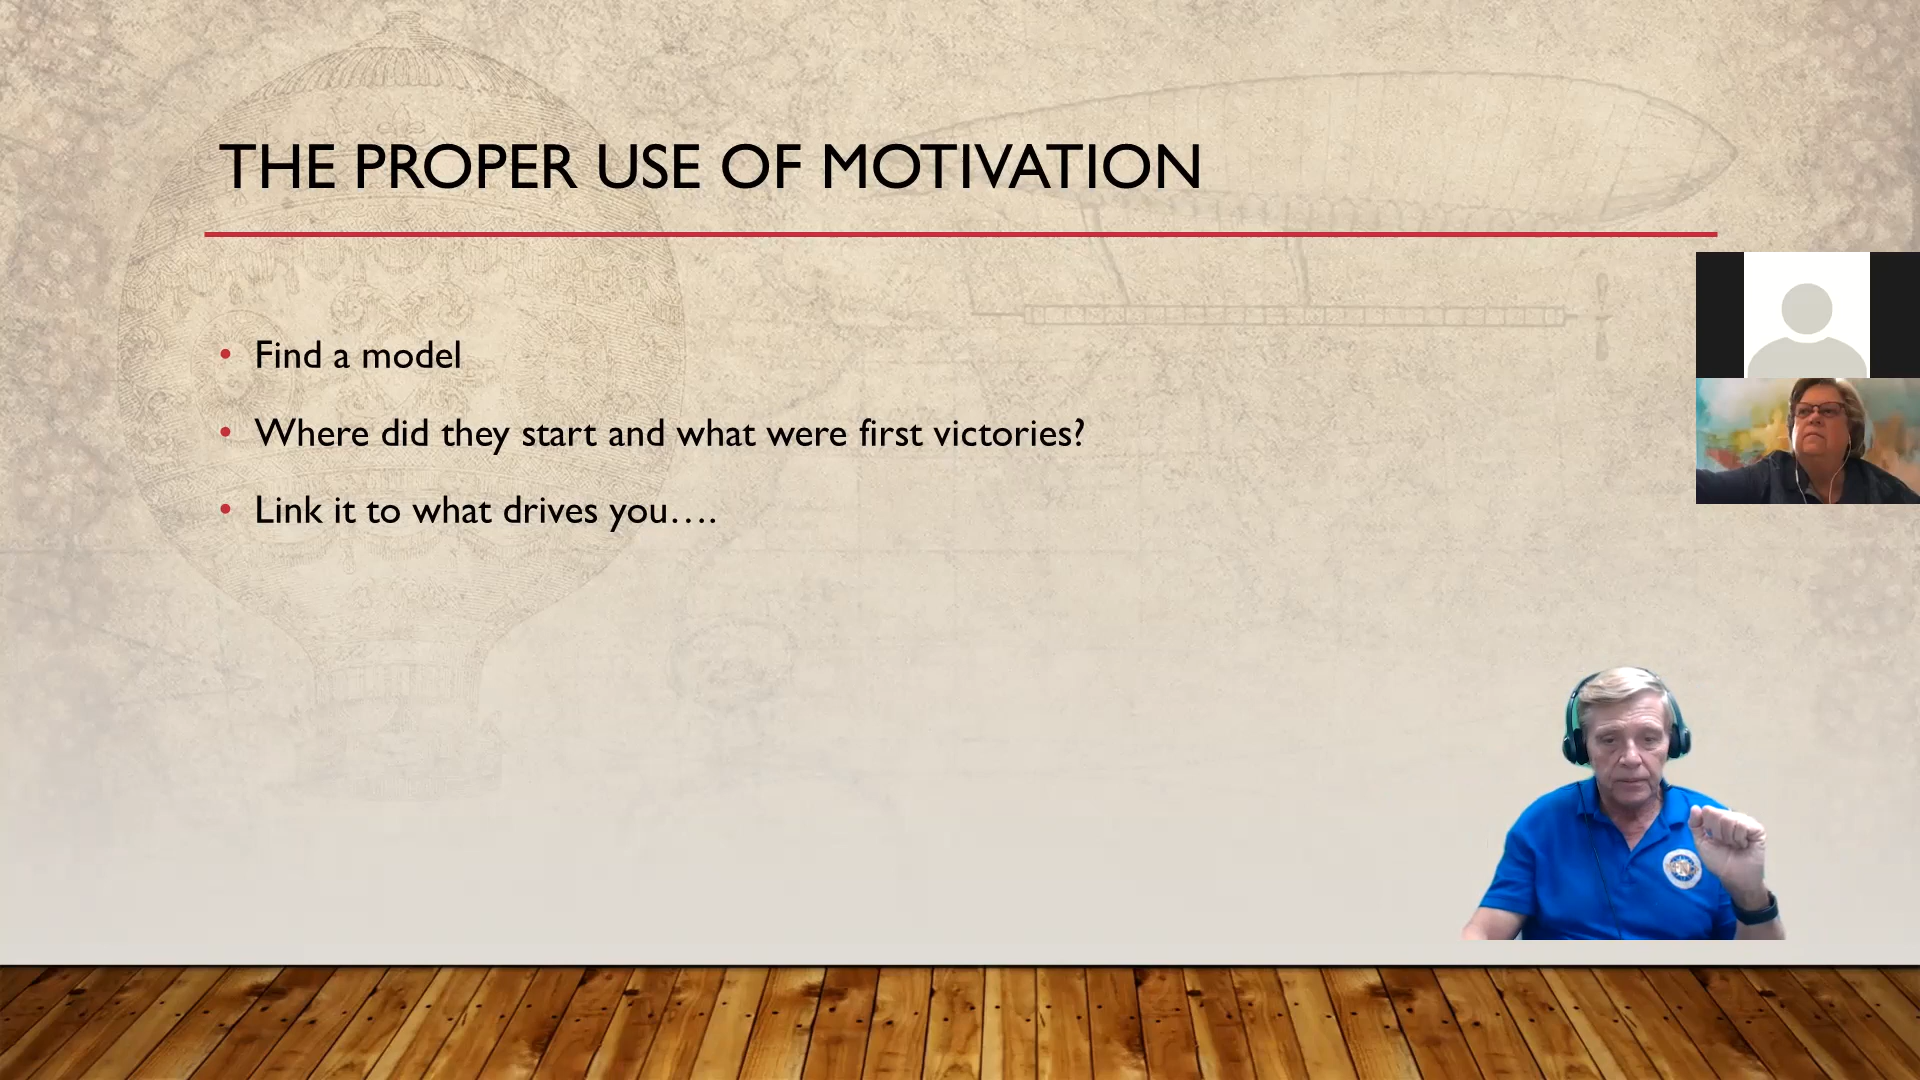 THE PROPER USE OF MOTIVATION
Find a model
Where did they start and what were first victories?
Link it to what drives you....